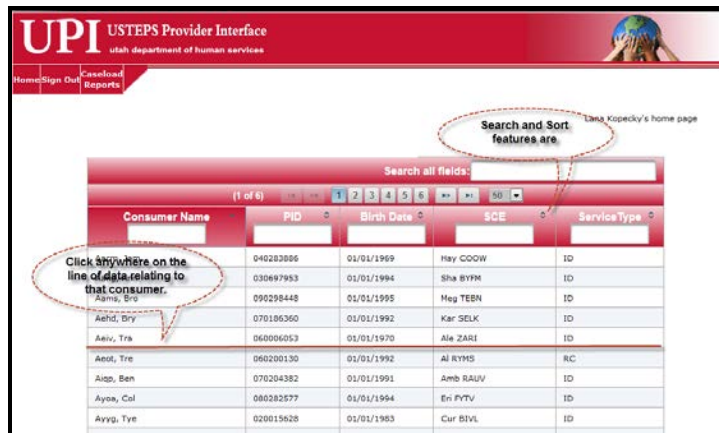 UPI USTEPS Provider Interface
utah department of human services
Home Sign Out Caseload Reports
Lana Kopecky's home page
Search and Sort
features are
Search all fields:
(1 of 6) 1 2 3 4 5 6 50
Consumer Name PID Birth Date SCE ServiceType
040283886 01/01/1969 Hay COOW ID
Click anywhere on the
line of data relating to
that consumer.
030697953 01/01/1994 Sha BYFM ID
Aams, Bro 090298448 01/01/1995 Meg TEBN ID
Aehd, Bry 070186360 01/01/1992 Kar SELK ID
Aeiv, Tra 060006053 01/01/1970 Ale ZARI ID
Aeot, Tre 060200130 01/01/1992 Al RYMS RC
Aiqp, Ben 070204382 01/01/1991 Amb RAUV ID
Ayoa, Col 080282577 01/01/1994 Eri FYTV ID
Ayyg, Tye 020015628 01/01/1983 Cur BIVL ID